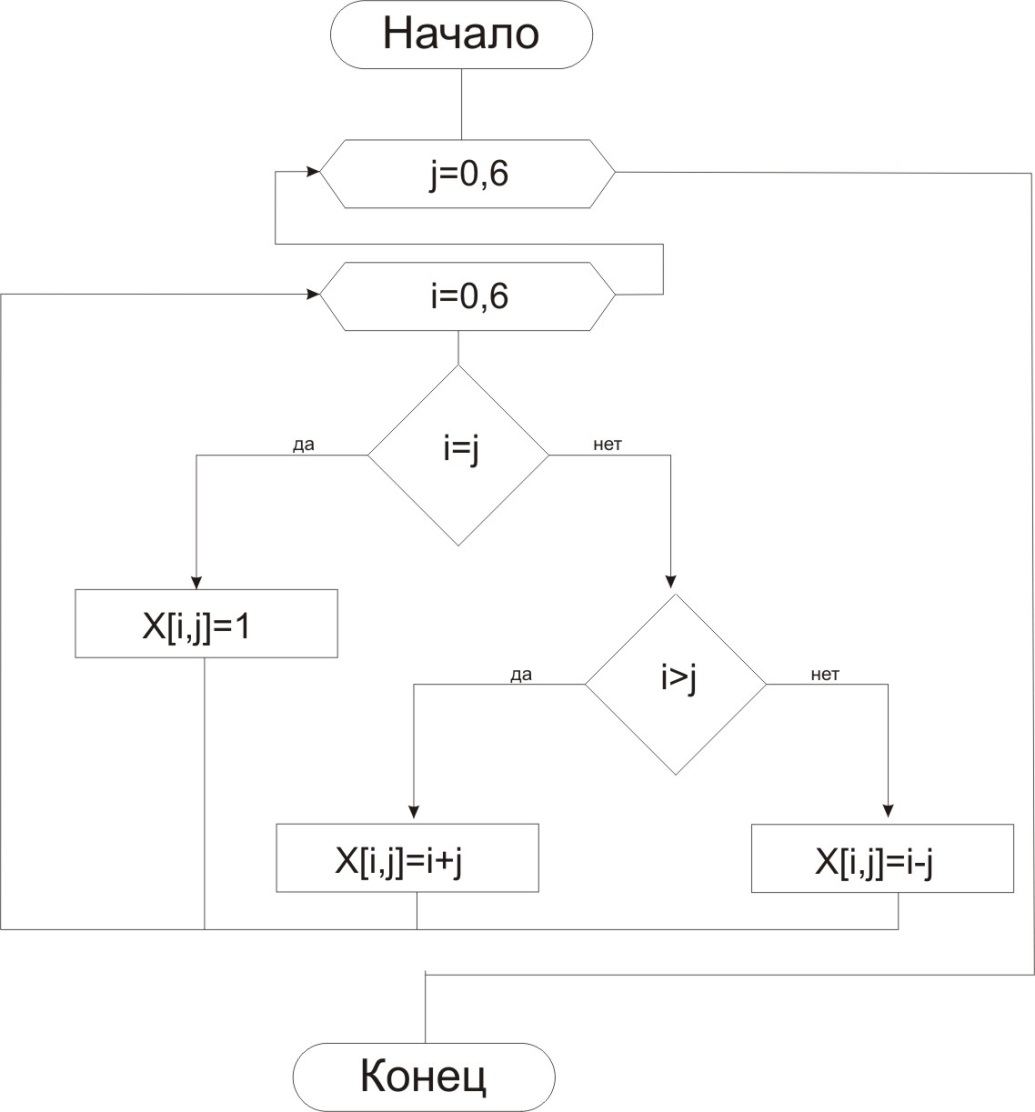 Начало
j=0,6
i=0,6
да
i=j
нет
X[i,j]=1
да
i>j
нет
X[i,j]=i+j
X[i,j]=i-j
Конец